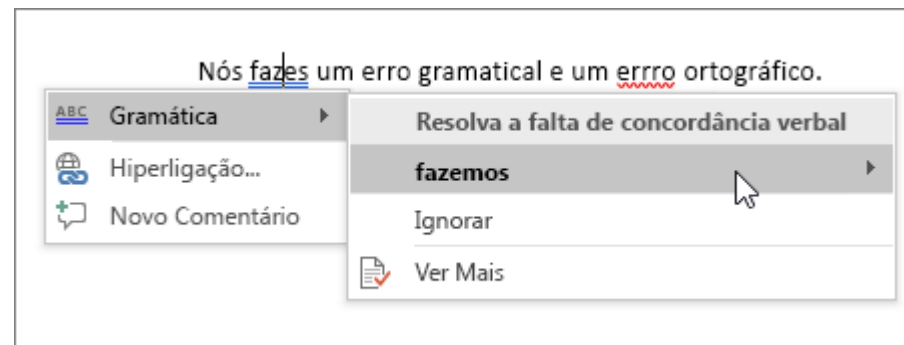 Nós fazes um erro gramatical e um errro ortográfico.
ABC Gramática
Hiperligação...
Novo Comentário
Resolva a falta de concordância verbal
fazemos
Ignorar
Ver Mais